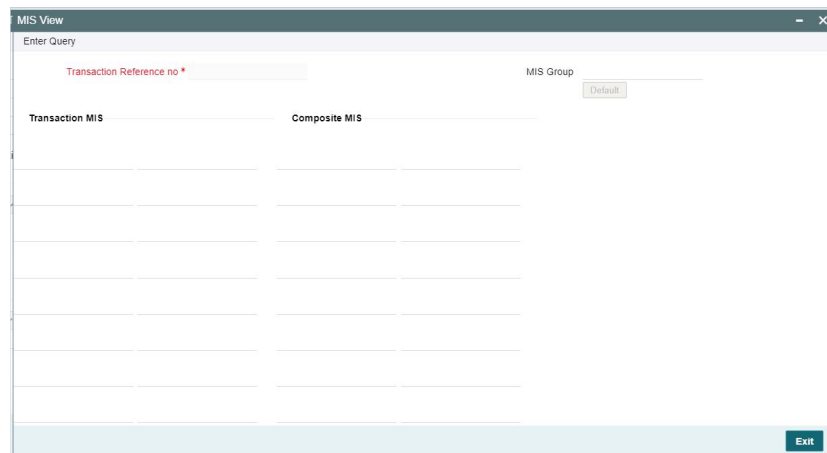 MIS View
Enter Query
Transaction Reference no *
MIS Group
Default
Transaction MIS
Composite MIS
Exit